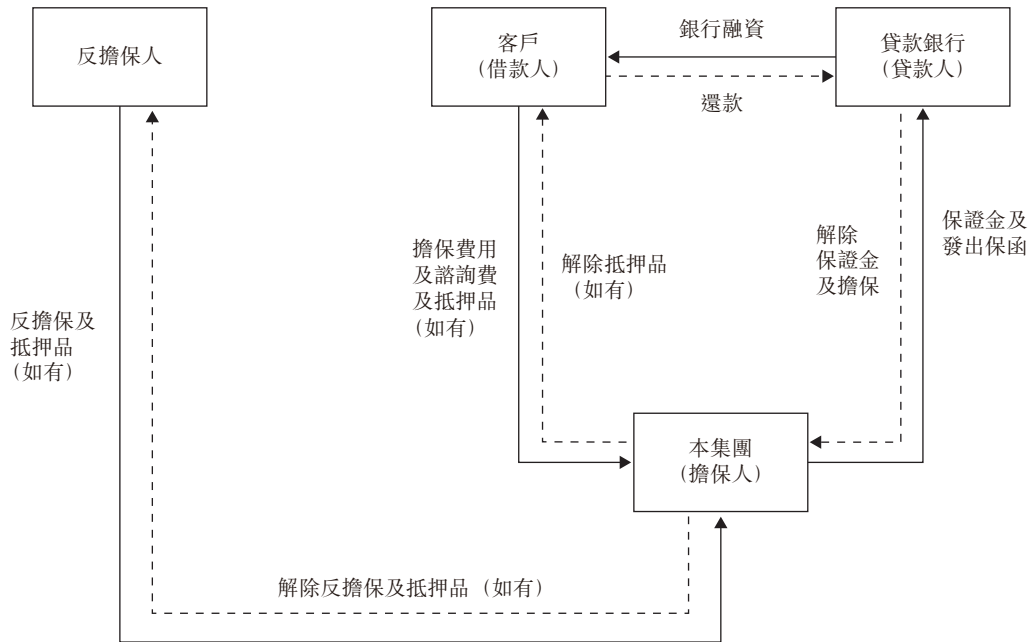 反擔保人
客戶
(借款人)
銀行融資
還款
貸款銀行
(貸款人)
擔保費用
及諮詢費
及抵押品
(如有)
解除抵押品
(如有)
解除
保證金
及擔保
保證金及
發出保函
反擔保及
抵押品
(如有)
本集團
(擔保人)
解除反擔保及抵押品 (如有)